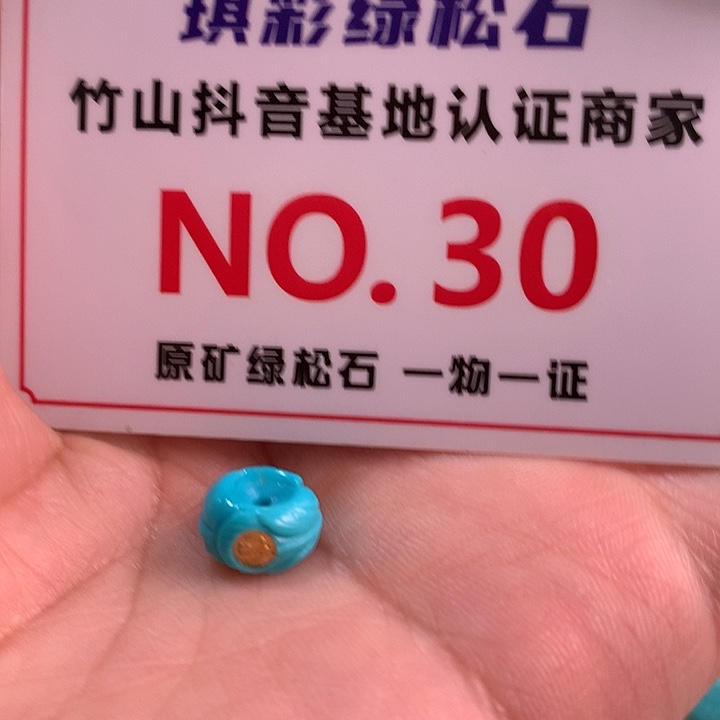 琪彩绿松石
竹山抖音基地认证商家
NO.30
原矿绿松石 一物一证